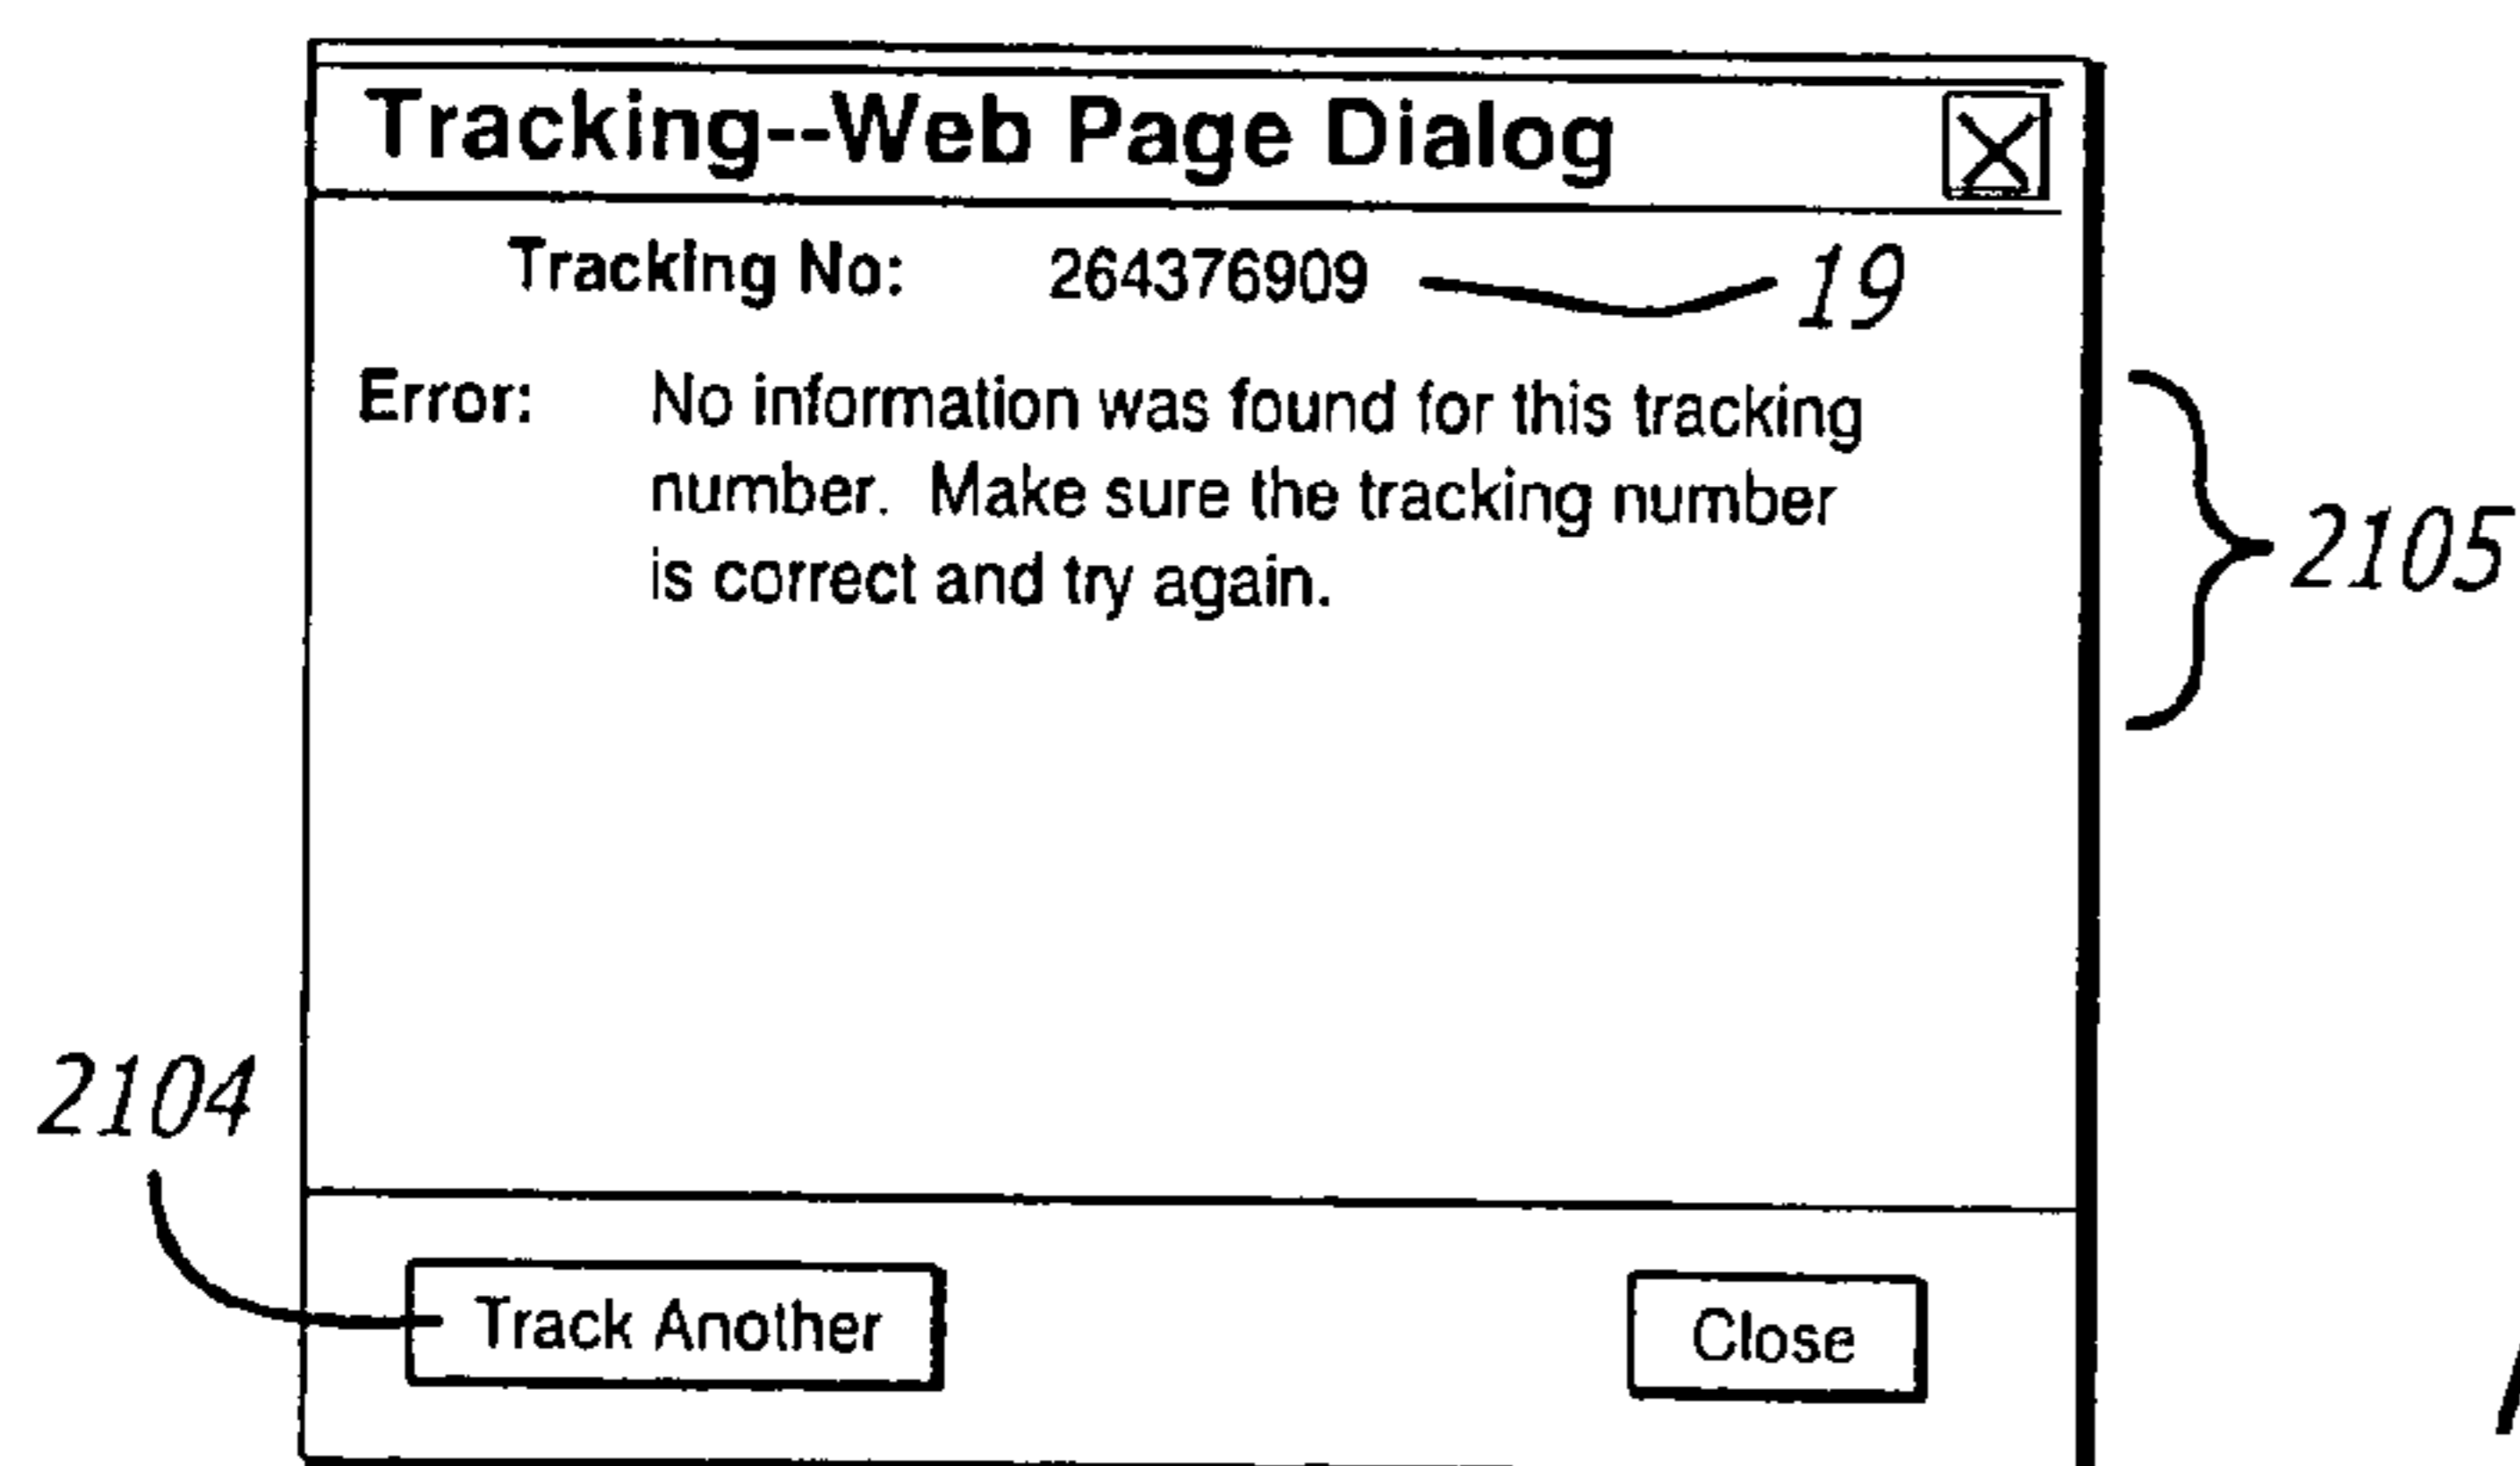 Tracking--Web Page Dialog
Tracking No: 264376909 19
Error: No information was found for this tracking
number. Make sure the tracking number
is correct and try again.
2105
2104
Track Another Close